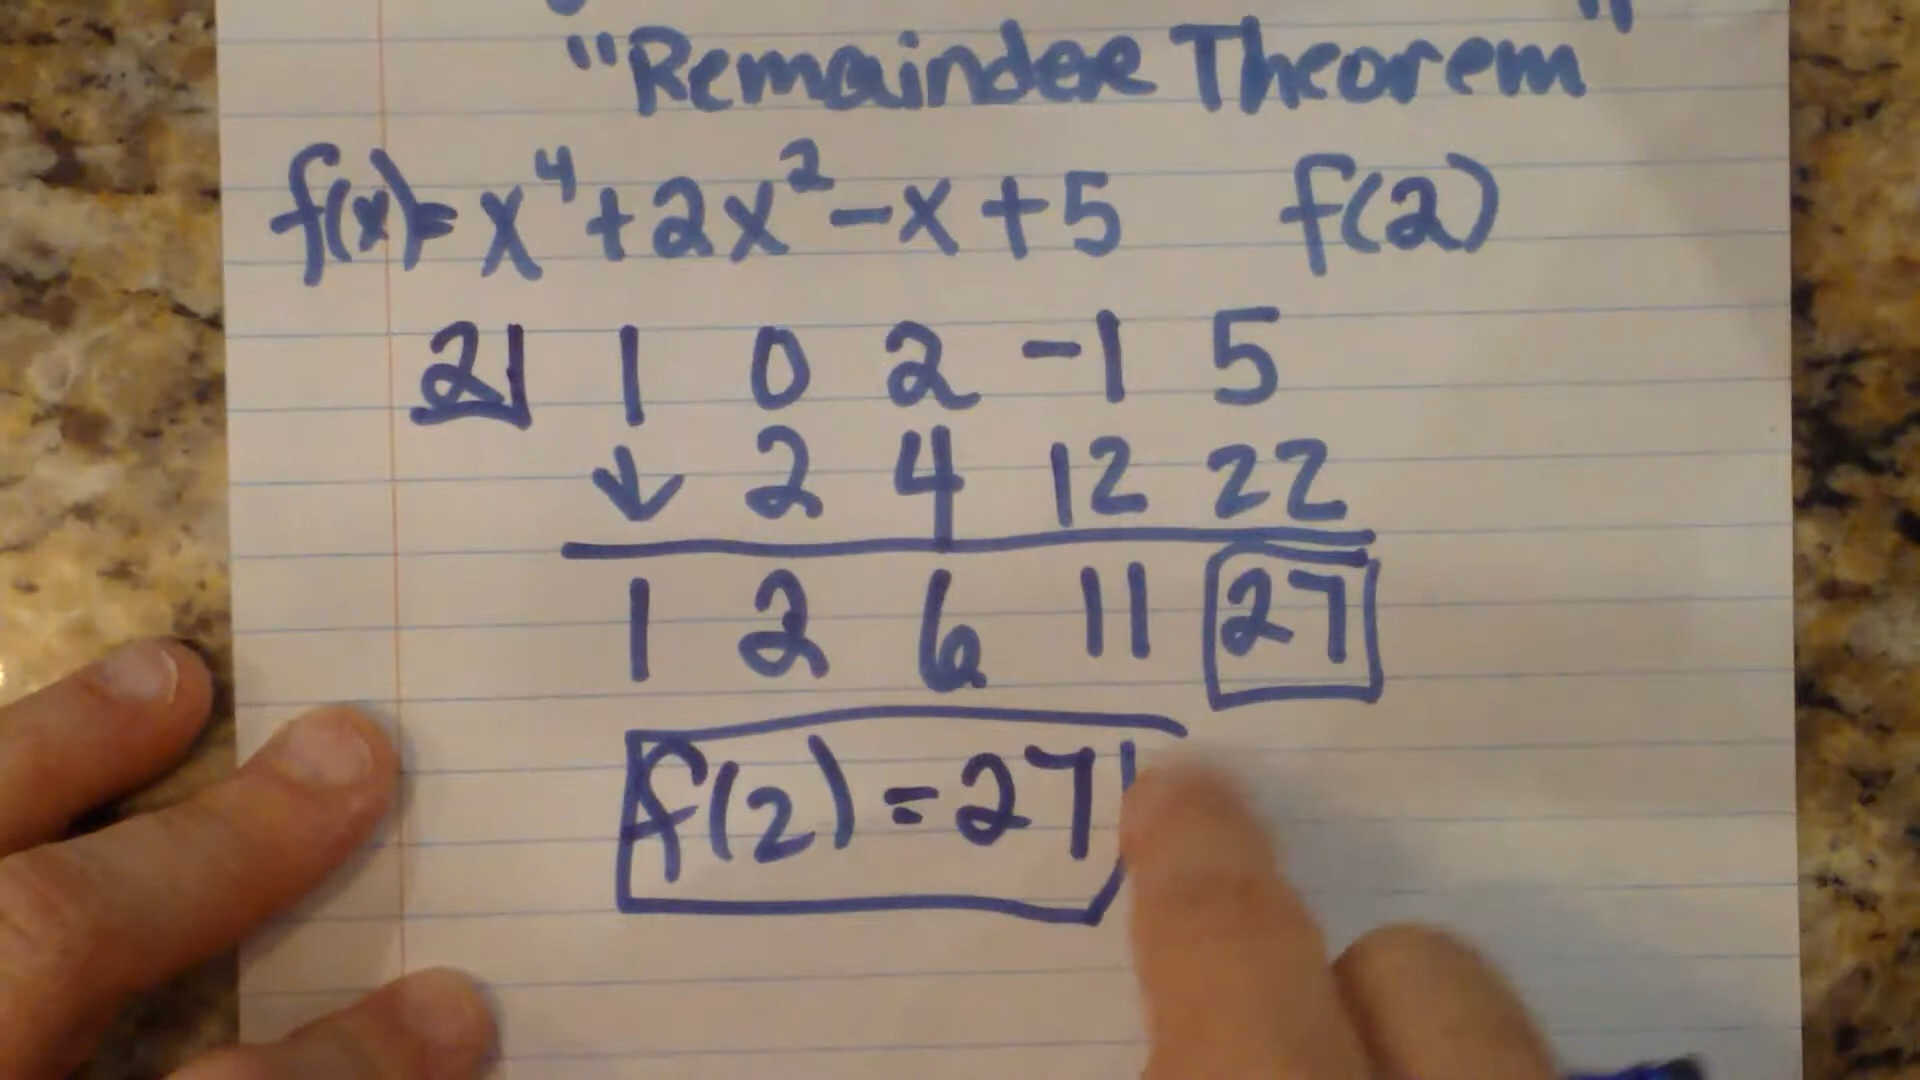 "Remainder Theorem"
f(x)= x⁴+2x²-x+5 f(2)
2 1 0 2 -1 5
↓ 2 4 12 22
1 2 6 11 27
f(2)=27